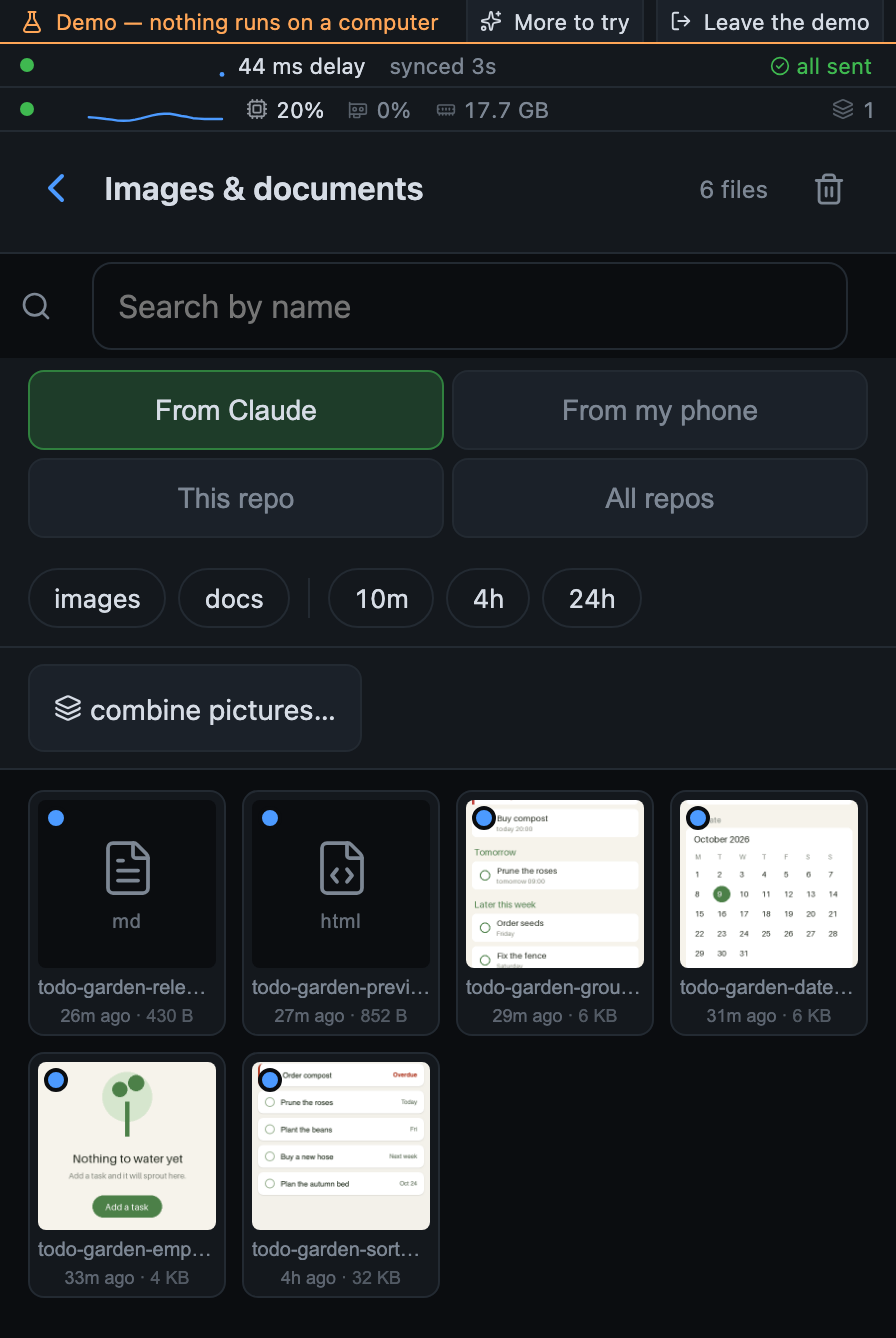 Demo — nothing runs on a computer More to try Leave the demo
44 ms delay synced 3s all sent
20% 0% 17.7 GB 1
Images & documents 6 files
Search by name
From Claude From my phone
This repo All repos
images docs 10m 4h 24h
combine pictures...
md
todo-garden-rele…
26m ago · 430 B
html
todo-garden-previ…
27m ago · 852 B
Buy compost
today 20:00
Tomorrow
Prune the roses
tomorrow 09:00
Later this week
Order seeds
Friday
Fix the fence
Saturday
todo-garden-grou…
29m ago · 6 KB
October 2026
M T W T F S S
1 2 3 4 5 6 7
8 9 10 11 12 13 14
15 16 17 18 19 20 21
22 23 24 25 26 27 28
29 30 31
todo-garden-date…
31m ago · 6 KB
Nothing to water yet
Add a task and it will sprout here.
Add a task
todo-garden-emp…
33m ago · 4 KB
Order compost Overdue
Prune the roses Today
Plant the beans Fri
Buy a new hose Next week
Plan the autumn bed Oct 24
todo-garden-sort…
4h ago · 32 KB